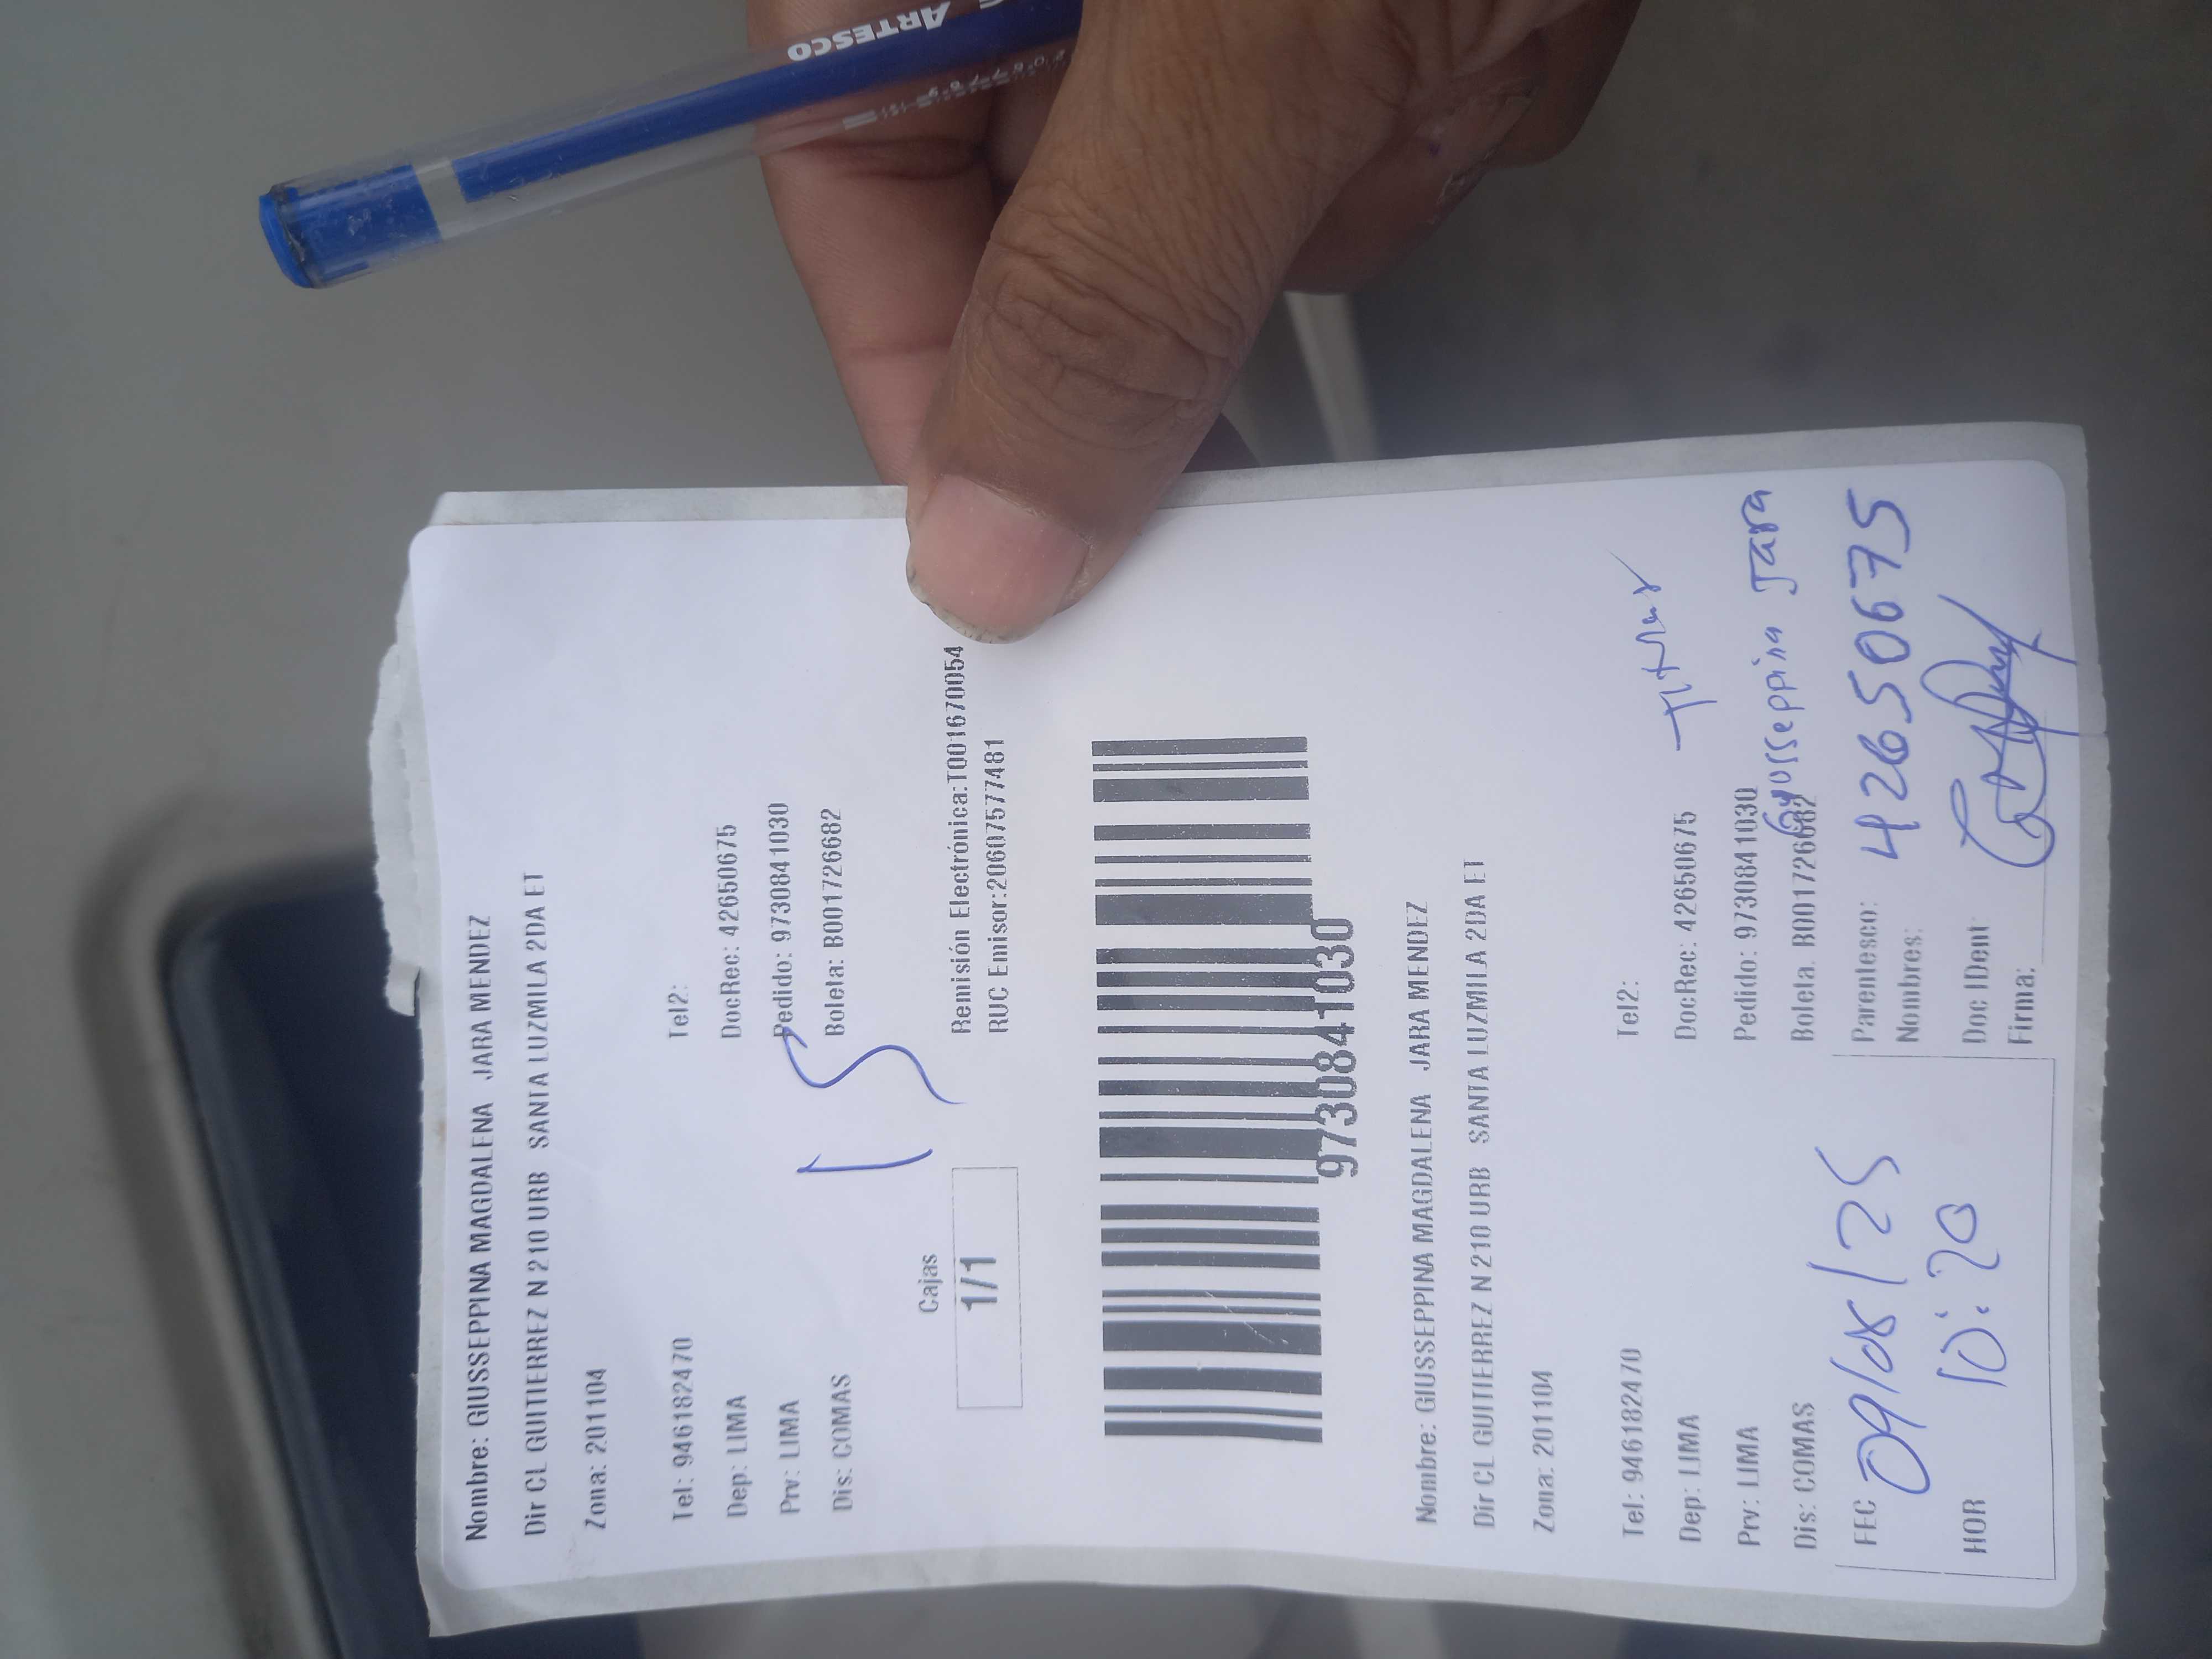 ARTESCO
Nombre: GIUSSEPPINA MAGDALENA JARA MENDEZ
Dir CL GUITIERREZ N 210 URB SANTA LUZMILA 2DA ET
Zona: 201104
Tel: 946182470 Tel2:
Dep: LIMA DocRec: 42650675
Prv: LIMA Pedido: 9730841030
Dis: COMAS Boleta: B001726682
15
Cajas
1/1
Remisión Electrónica:T001670054
RUC Emisor:20607577481
9730841030
Nombre: GIUSSEPPINA MAGDALENA JARA MENDEZ
Dir CL GUITIERREZ N 210 URB SANTA LUZMILA 2DA ET
Zona: 201104
Tel: 946182470 Tel2:
Dep: LIMA DocRec: 42650675 Titular
Prv: LIMA Pedido: 9730841030
Dis: COMAS Boleta. B001726682 Gyusseppina Jara
FEC 09/08/25 Parentesco: 42650675
Nombres:
HOR 10:20 Doc Dent
Firma: